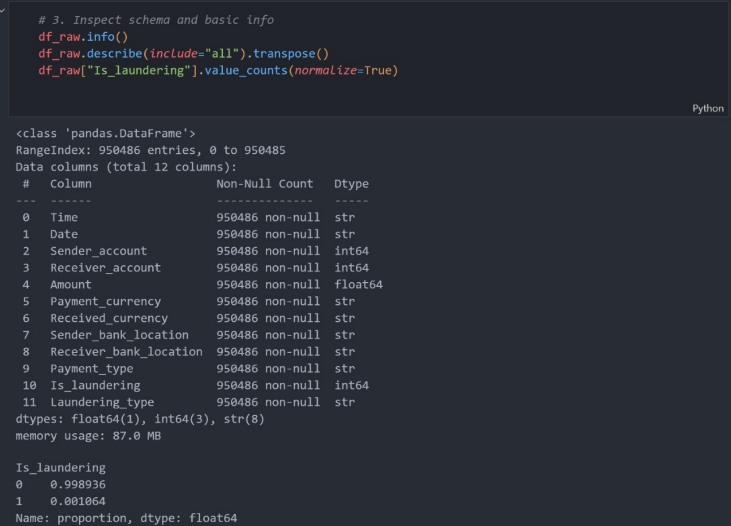 # 3. Inspect schema and basic info
df_raw.info()
df_raw.describe(include="all").transpose()
df_raw["Is_laundering"].value_counts(normalize=True)
Python
<class 'pandas.DataFrame'>
RangeIndex: 950486 entries, 0 to 950485
Data columns (total 12 columns):
 #   Column                  Non-Null Count   Dtype
---  ------                  --------------   -----
 0   Time                    950486 non-null  str
 1   Date                    950486 non-null  str
 2   Sender_account          950486 non-null  int64
 3   Receiver_account        950486 non-null  int64
 4   Amount                  950486 non-null  float64
 5   Payment_currency        950486 non-null  str
 6   Received_currency       950486 non-null  str
 7   Sender_bank_location    950486 non-null  str
 8   Receiver_bank_location  950486 non-null  str
 9   Payment_type            950486 non-null  str
 10  Is_laundering           950486 non-null  int64
 11  Laundering_type         950486 non-null  str
dtypes: float64(1), int64(3), str(8)
memory usage: 87.0 MB
Is_laundering
0    0.998936
1    0.001064
Name: proportion, dtype: float64